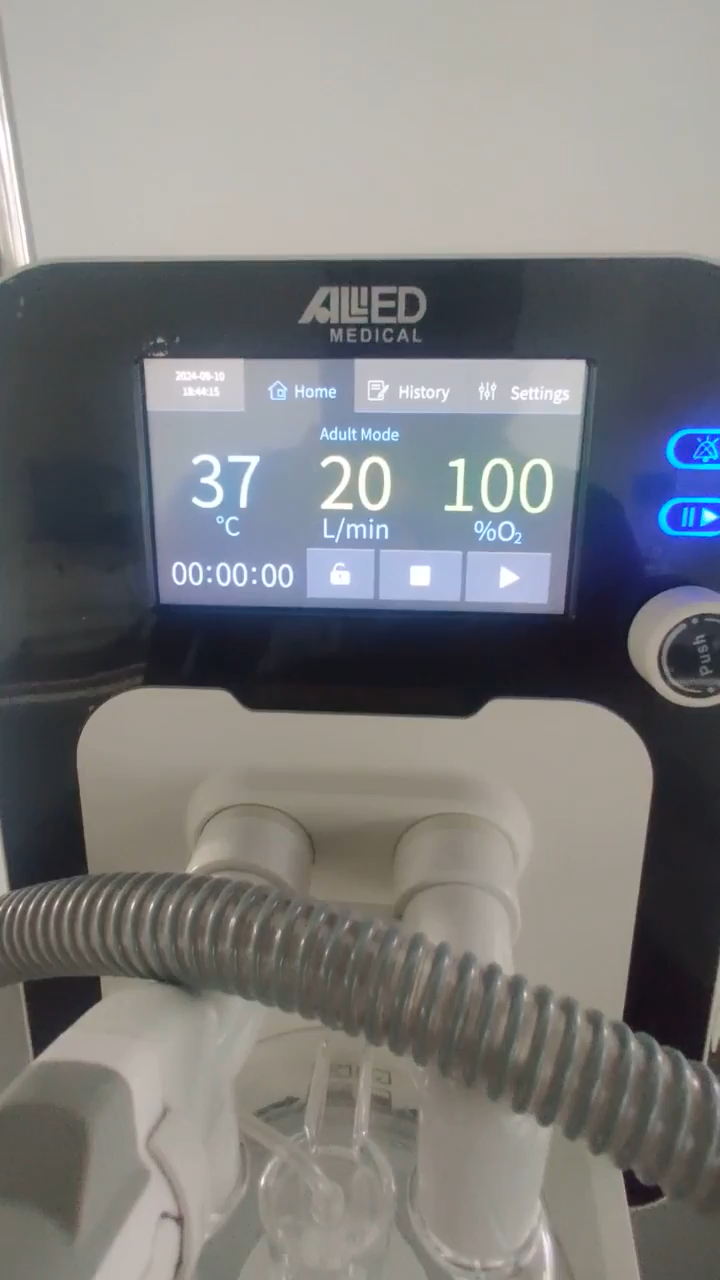 ALLIED
MEDICAL
2024-09-10
18:44:15
Home
History
Settings
Adult Mode
37
20
100
°C
L/min
%O₂
00:00:00
Push